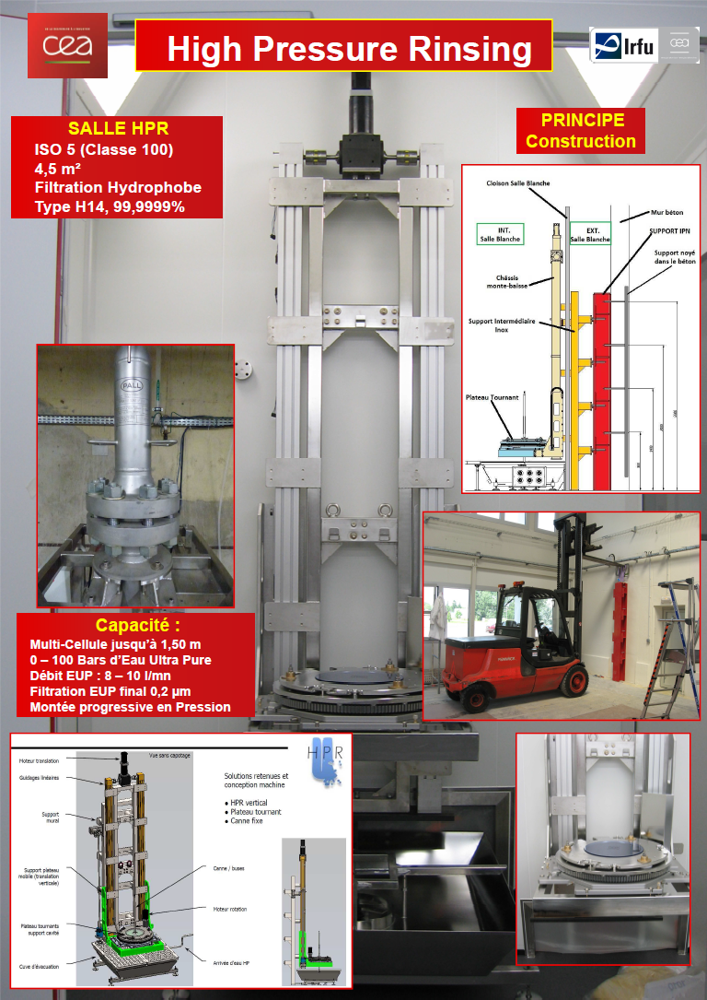 DE LA RECHERCHE À L'INDUSTRIE
cea
High Pressure Rinsing
Irfu
cea
SALLE HPR
ISO 5 (Classe 100)
4,5 m²
Filtration Hydrophobe
Type H14, 99,9999%
PRINCIPE
Construction
Cloison Salle Blanche
Mur béton
INT.
Salle Blanche
EXT.
Salle Blanche
SUPPORT IPN
Support noyé
dans le béton
Châssis
monte-baisse
Support Intermédiaire
Inox
Plateau Tournant
PALL
Capacité :
Multi-Cellule jusqu'à 1,50 m
0 – 100 Bars d'Eau Ultra Pure
Débit EUP : 8 – 10 l/mn
Filtration EUP final 0,2 µm
Montée progressive en Pression
Vue sans capotage
HPR
Moteur translation
Guidages linéaires
Support
mural
Support plateau
mobile (translation
verticale)
Plateau tournants
support cavité
Cuve d'évacuation
Solutions retenues et
conception machine
● HPR vertical
● Plateau tournant
● Canne fixe
Canne / buses
Moteur rotation
Arrivée d'eau HP